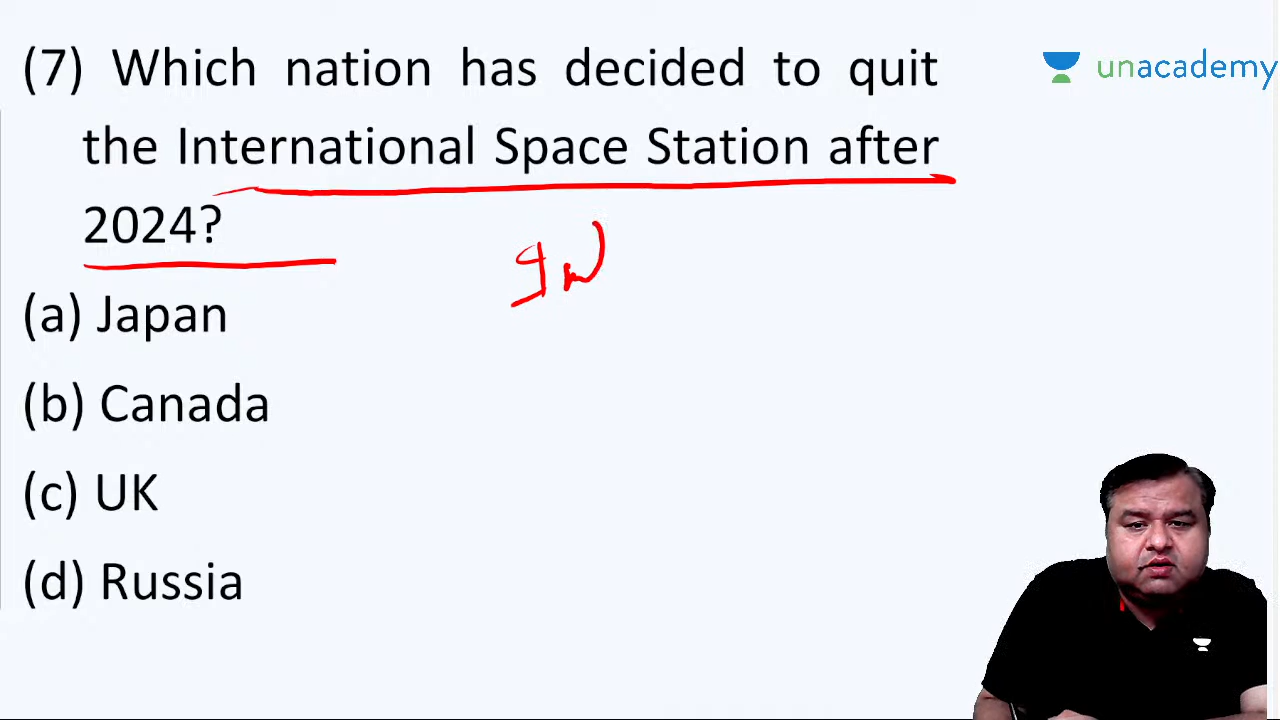 (7) Which nation has decided to quit
the International Space Station after
2024?
(a) Japan
(b) Canada
(c) UK
(d) Russia
unacademy